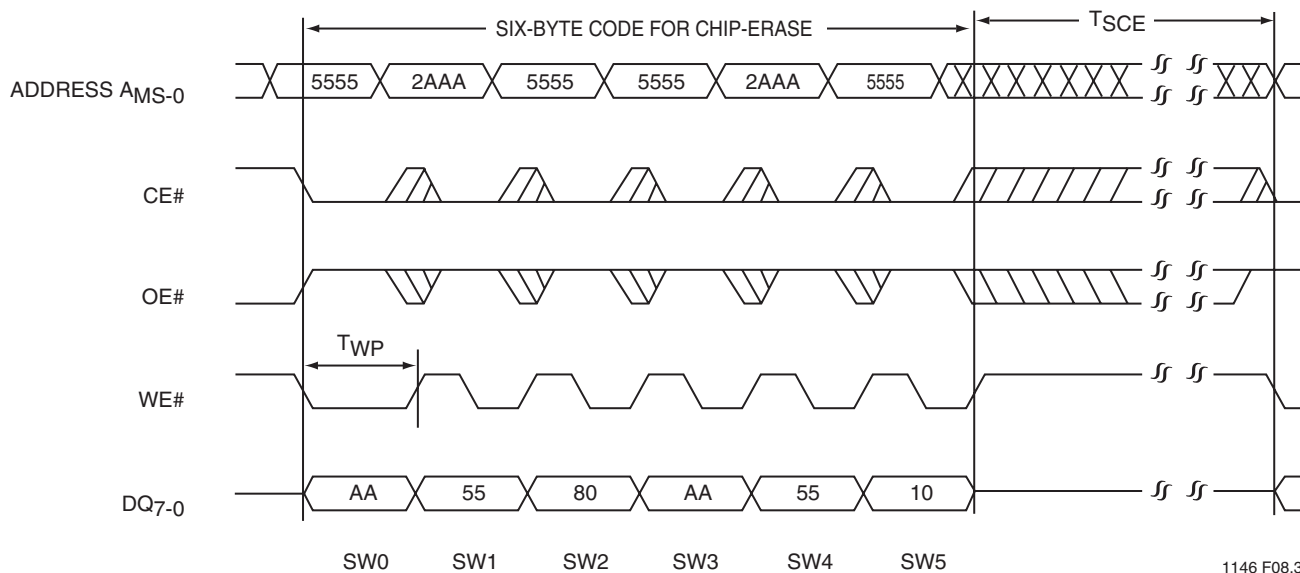 SIX-BYTE CODE FOR CHIP-ERASE
TSCE
ADDRESS AMS-0
5555 2AAA 5555 5555 2AAA 5555
CE#
OE#
TWP
WE#
DQ7-0
AA 55 80 AA 55 10
SW0 SW1 SW2 SW3 SW4 SW5
1146 F08.3